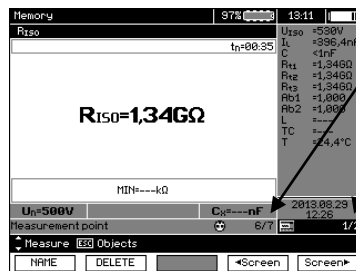 Memory 97% 13:11
RISO
tn=00:35
RISO=1,34GΩ
MIN=---kΩ
Un=500V CX=---nF
Measurement point 6/7 1/2
UISO =530V
IL =396,4nA
C <1nF
Rt1 =1,34GΩ
Rt2 =1,34GΩ
Rt3 =1,34GΩ
Ab1 =1,000
Ab2 =1,000
L =---
TC =---
T =24,4°C
2013.08.29
12:26
Measure ESC Objects
NAME DELETE ◄Screen Screen►